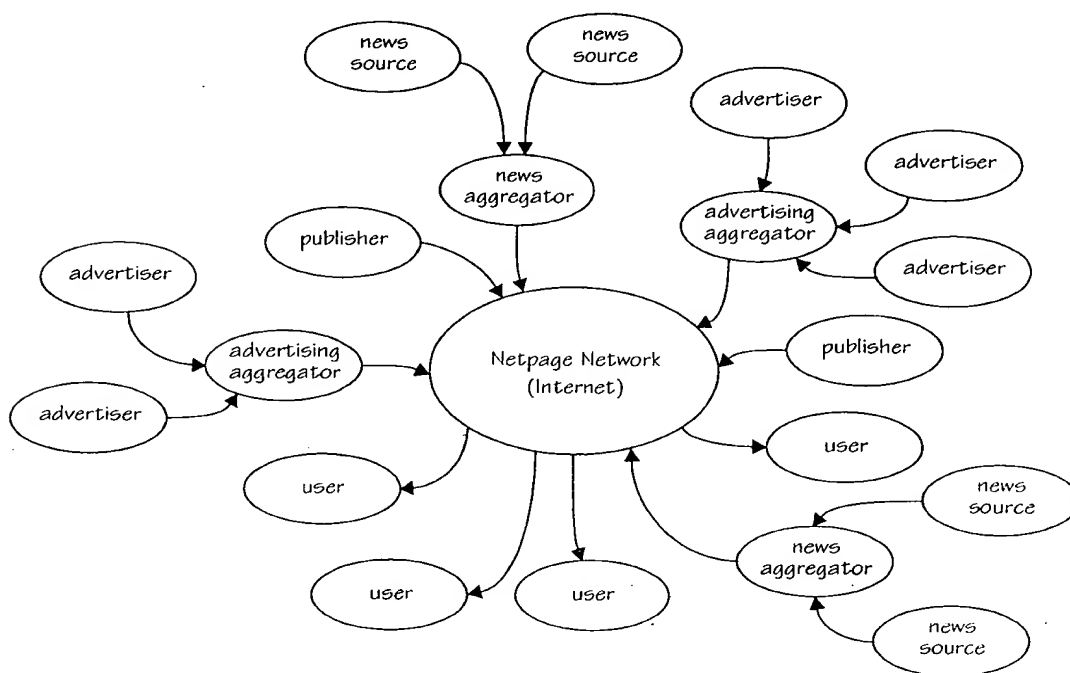 news
source
news
source
advertiser
advertiser
news
aggregator
advertising
aggregator
publisher
advertiser
advertiser
advertising
aggregator
Netpage Network
(Internet)
publisher
advertiser
user
user
news
source
news
aggregator
user
user
news
source